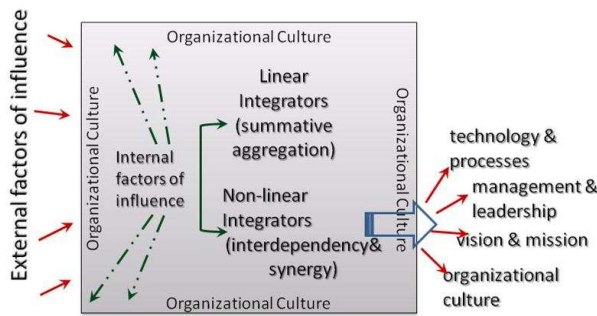 External factors of influence
Organizational Culture
Organizational Culture
Internal
factors of
influence
Linear
Integrators
(summative
aggregation)
Non-linear
Integrators
(interdependency&
synergy)
Organizational Culture
Organizational Culture
technology &
processes
management &
leadership
vision & mission
organizational
culture